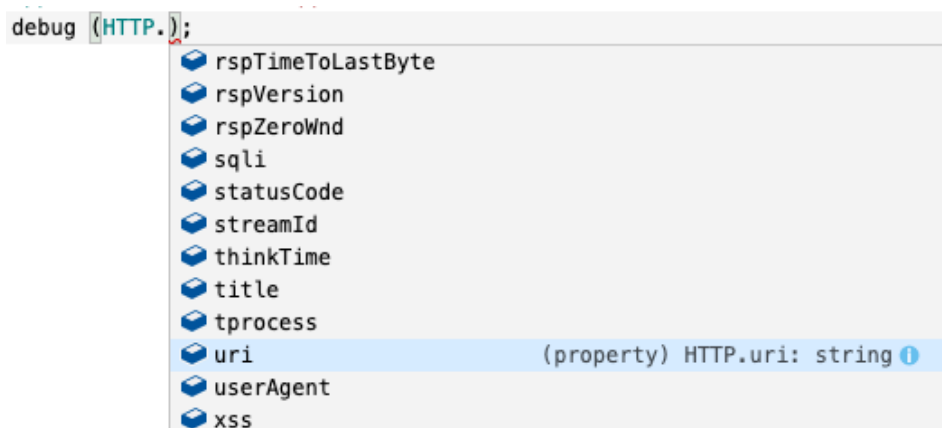 debug (HTTP.);
rspTimeToLastByte
rspVersion
rspZeroWnd
sqli
statusCode
streamId
thinkTime
title
tprocess
uri (property) HTTP.uri: string
userAgent
xss